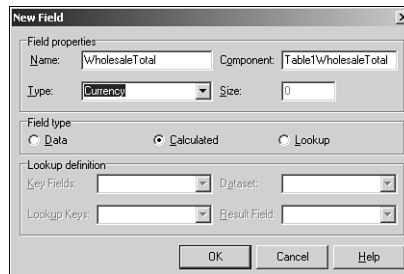 New Field
Field properties
Name: WholesaleTotal Component: Table1WholesaleTotal
Type: Currency Size: 0
Field type
Data Calculated Lookup
Lookup definition
Key Fields: Dataset:
Lookup Keys: Result Field:
OK Cancel Help